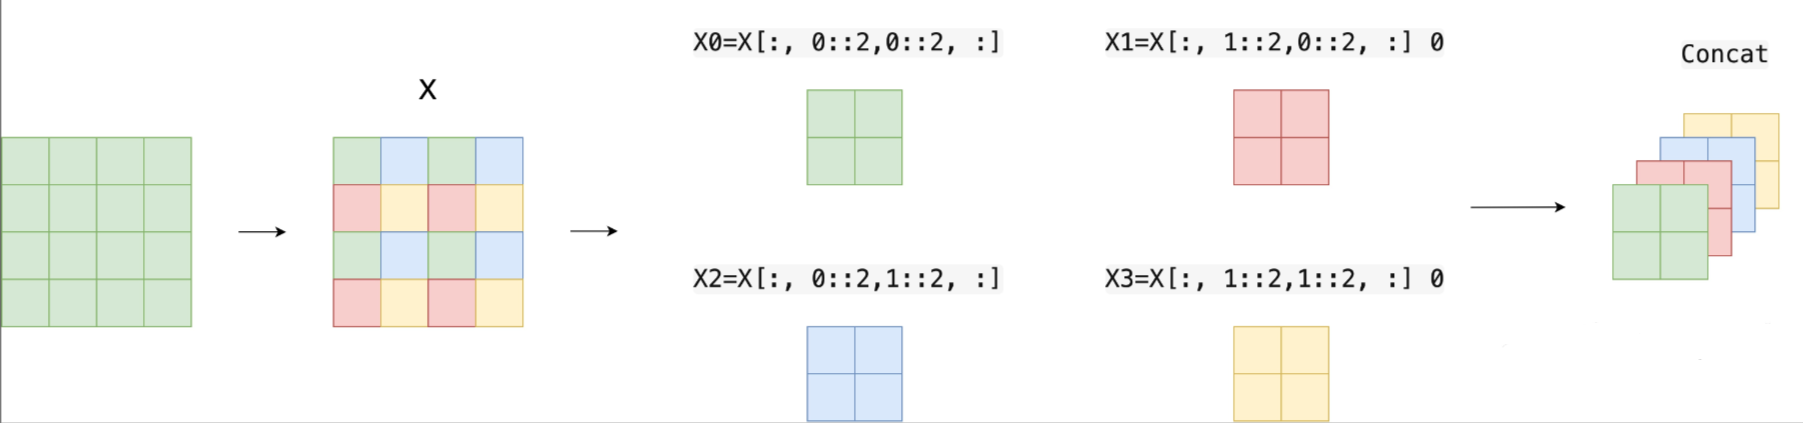 X
X0=X[:, 0::2,0::2, :]
X1=X[:, 1::2,0::2, :] 0
X2=X[:, 0::2,1::2, :]
X3=X[:, 1::2,1::2, :] 0
Concat